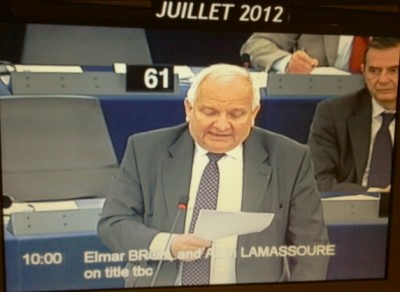 JUILLET 2012
61
10:00 Elmar BROK and Alain LAMASSOURE
on title tbc